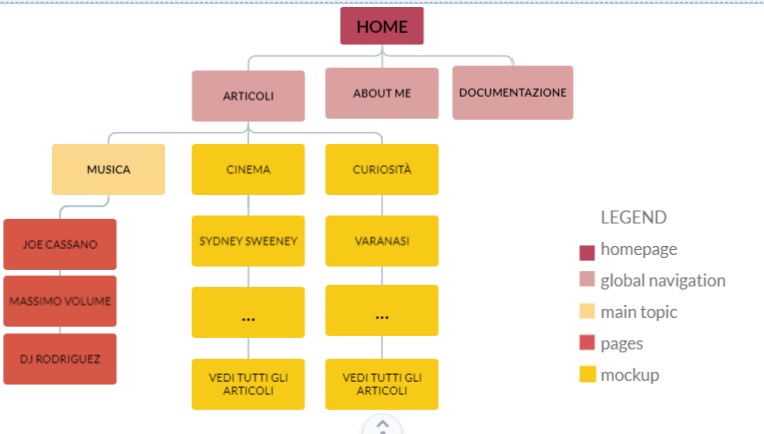 HOME
ARTICOLI
ABOUT ME
DOCUMENTAZIONE
MUSICA
CINEMA
CURIOSITÀ
JOE CASSANO
SYDNEY SWEENEY
VARANASI
MASSIMO VOLUME
...
...
DJ RODRIGUEZ
VEDI TUTTI GLI
ARTICOLI
VEDI TUTTI GLI
ARTICOLI
LEGEND
homepage
global navigation
main topic
pages
mockup